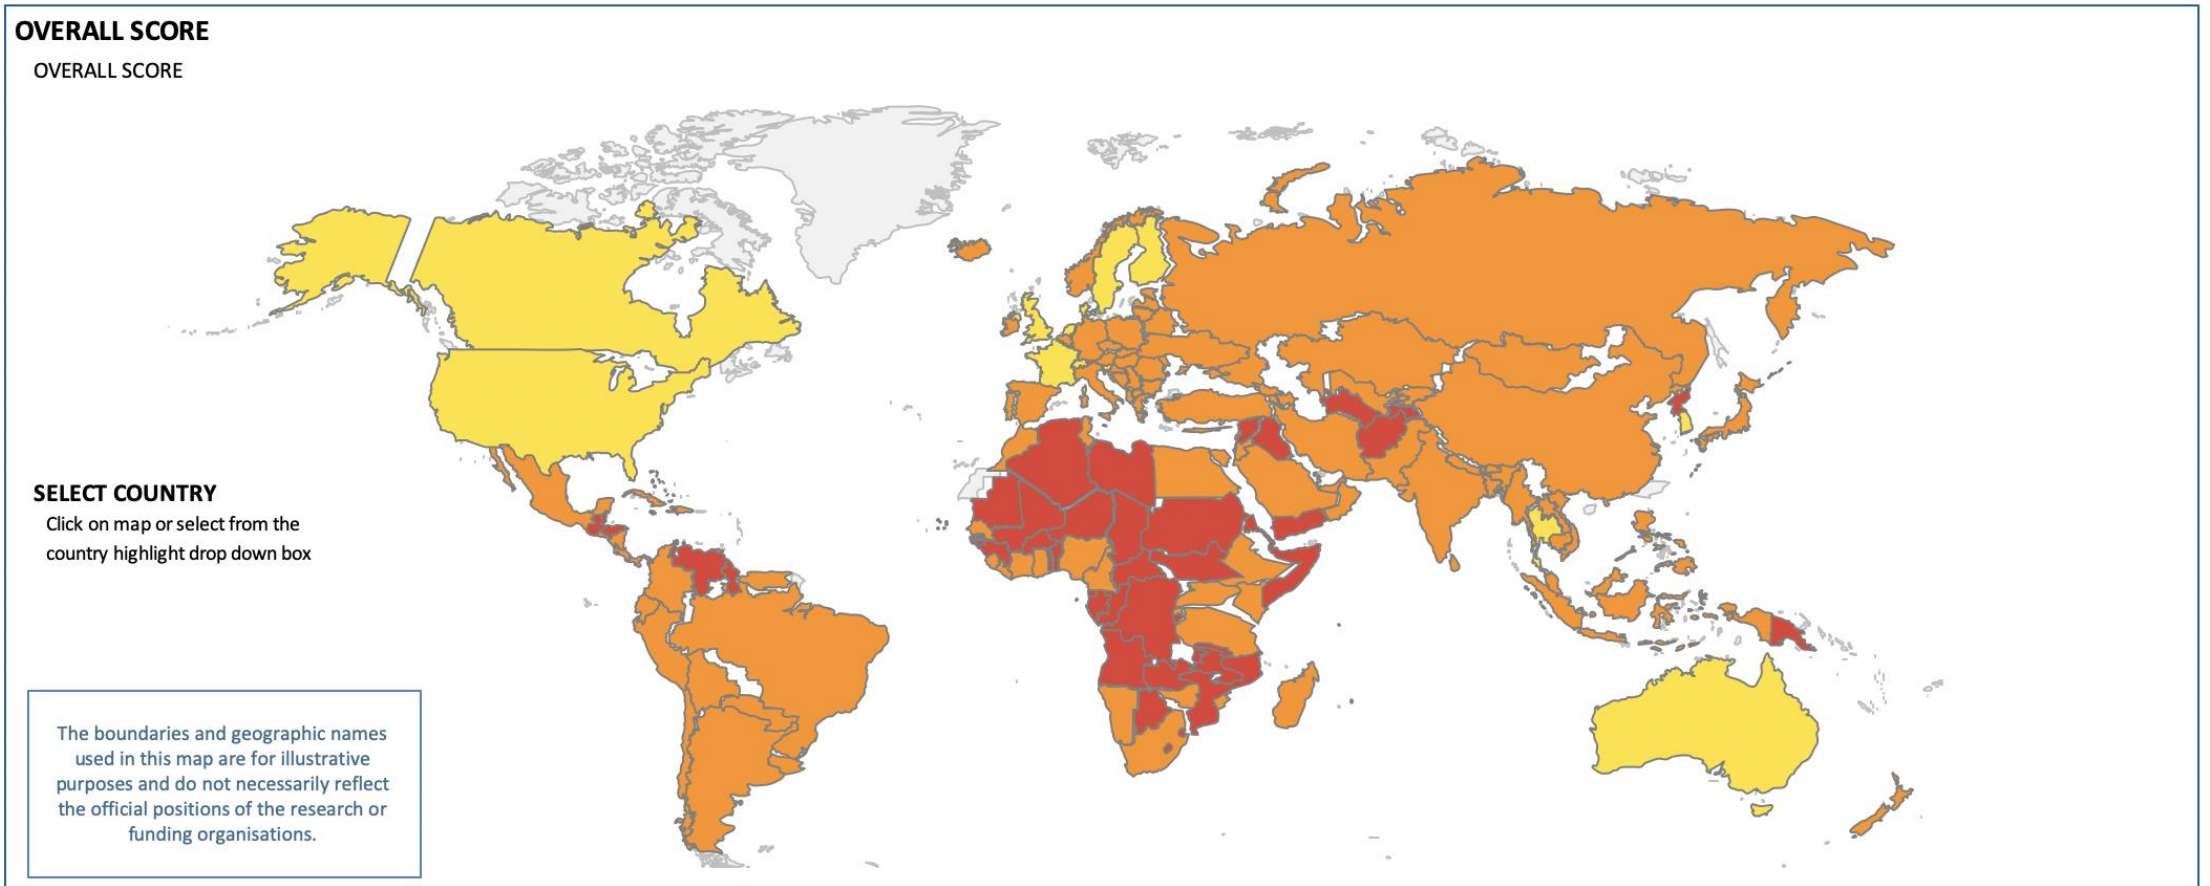 OVERALL SCORE
OVERALL SCORE
SELECT COUNTRY
Click on map or select from the
country highlight drop down box
The boundaries and geographic names
used in this map are for illustrative
purposes and do not necessarily reflect
the official positions of the research or
funding organisations.